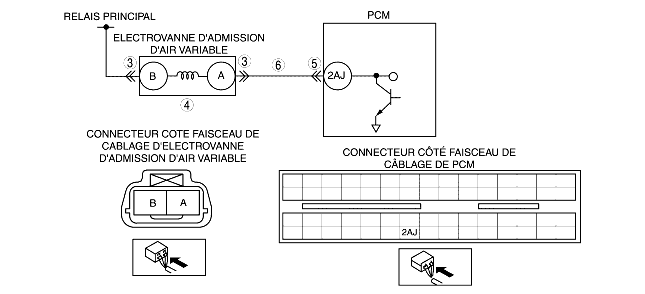 RELAIS PRINCIPAL
ELECTROVANNE D'ADMISSION
D'AIR VARIABLE
PCM
3
B
A
3
6
5
2AJ
4
CONNECTEUR COTE FAISCEAU DE
CABLAGE D'ELECTROVANNE
D'ADMISSION D'AIR VARIABLE
B A
CONNECTEUR CÔTÉ FAISCEAU DE
CÂBLAGE DE PCM
2AJ